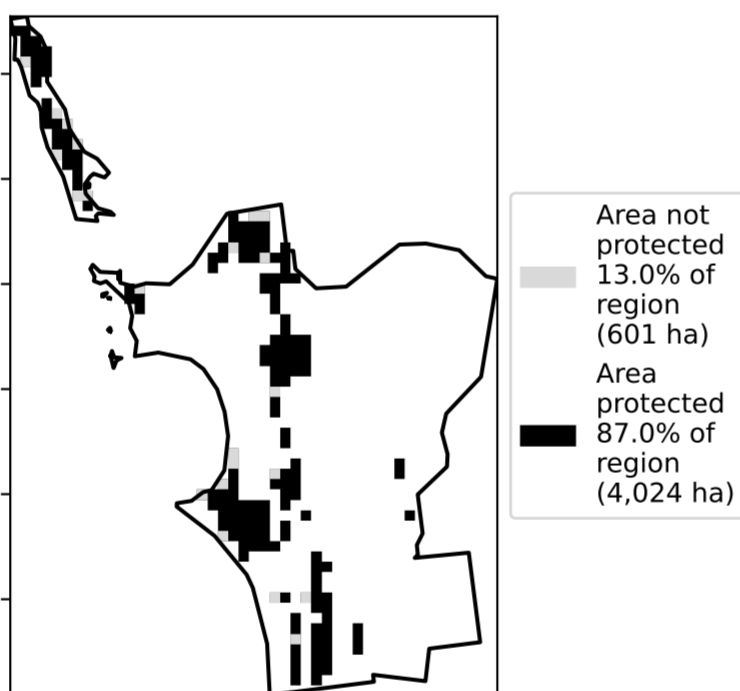 Area not
protected
13.0% of
region
(601 ha)
Area
protected
87.0% of
region
(4,024 ha)